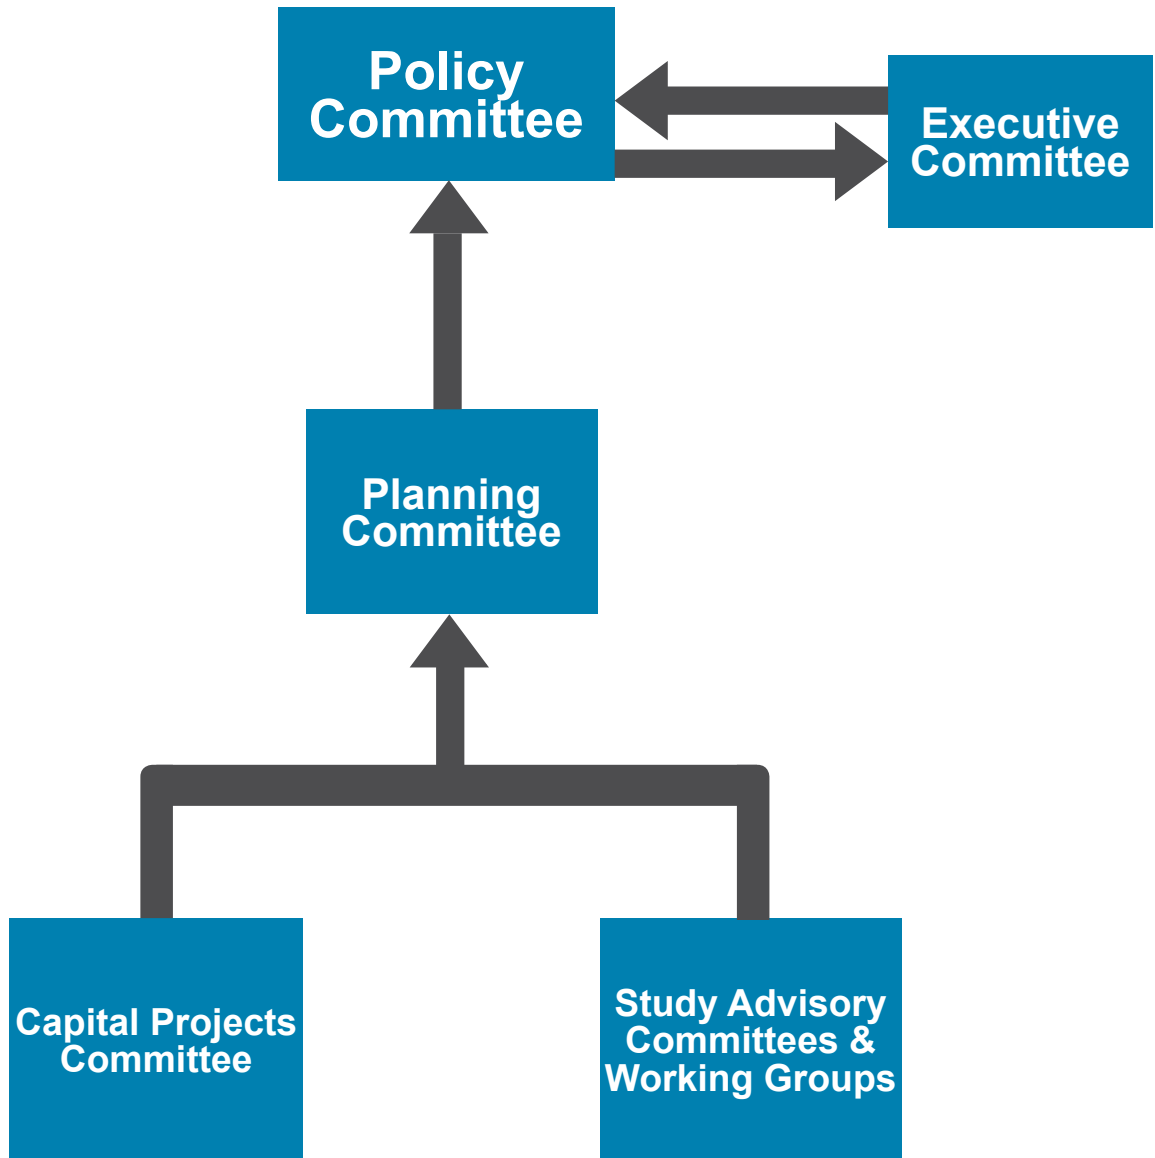 Policy
Committee
Executive
Committee
Planning
Committee
Capital Projects
Committee
Study Advisory
Committees &
Working Groups